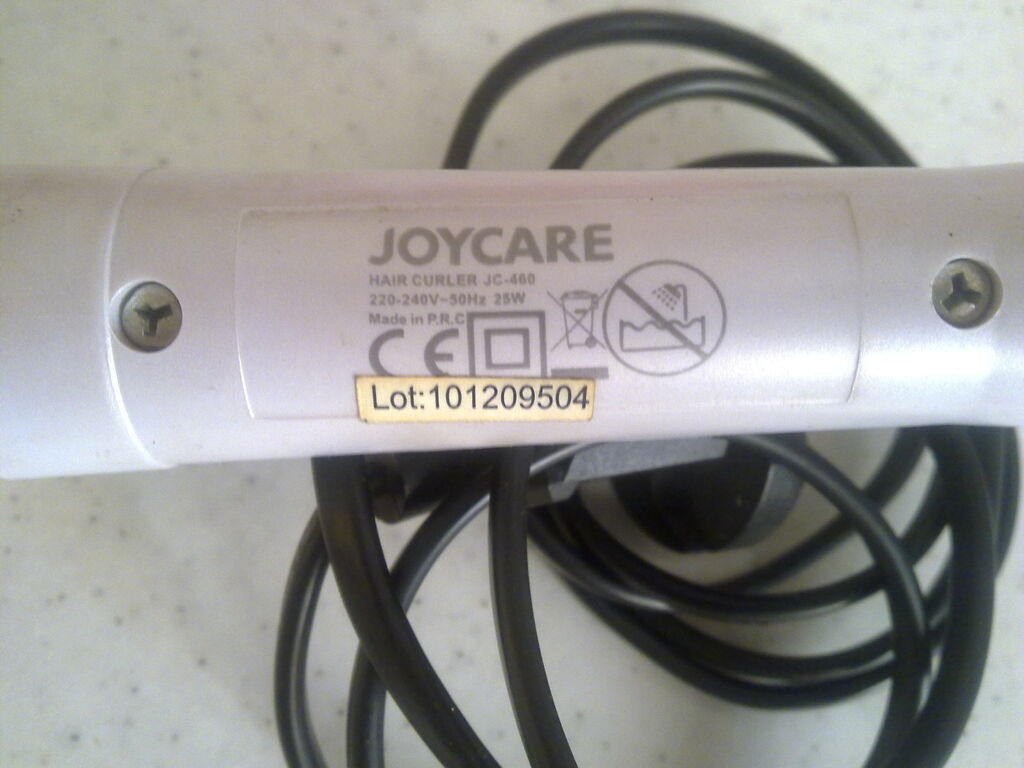 JOYCARE
HAIR CURLER JC-460
220-240V~50Hz 25W
Made in P.R.C
CE
Lot:101209504